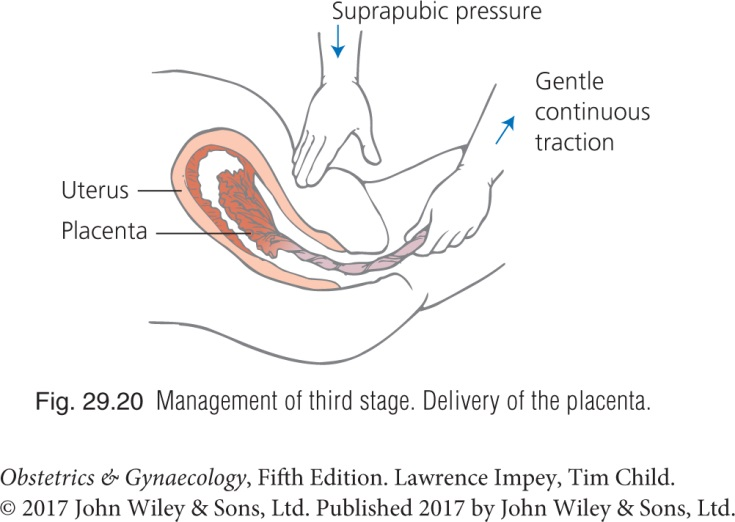 Suprapubic pressure
Gentle
continuous
traction
Uterus
Placenta
Fig. 29.20 Management of third stage. Delivery of the placenta.
Obstetrics & Gynaecology, Fifth Edition. Lawrence Impey, Tim Child.
© 2017 John Wiley & Sons, Ltd. Published 2017 by John Wiley & Sons, Ltd.